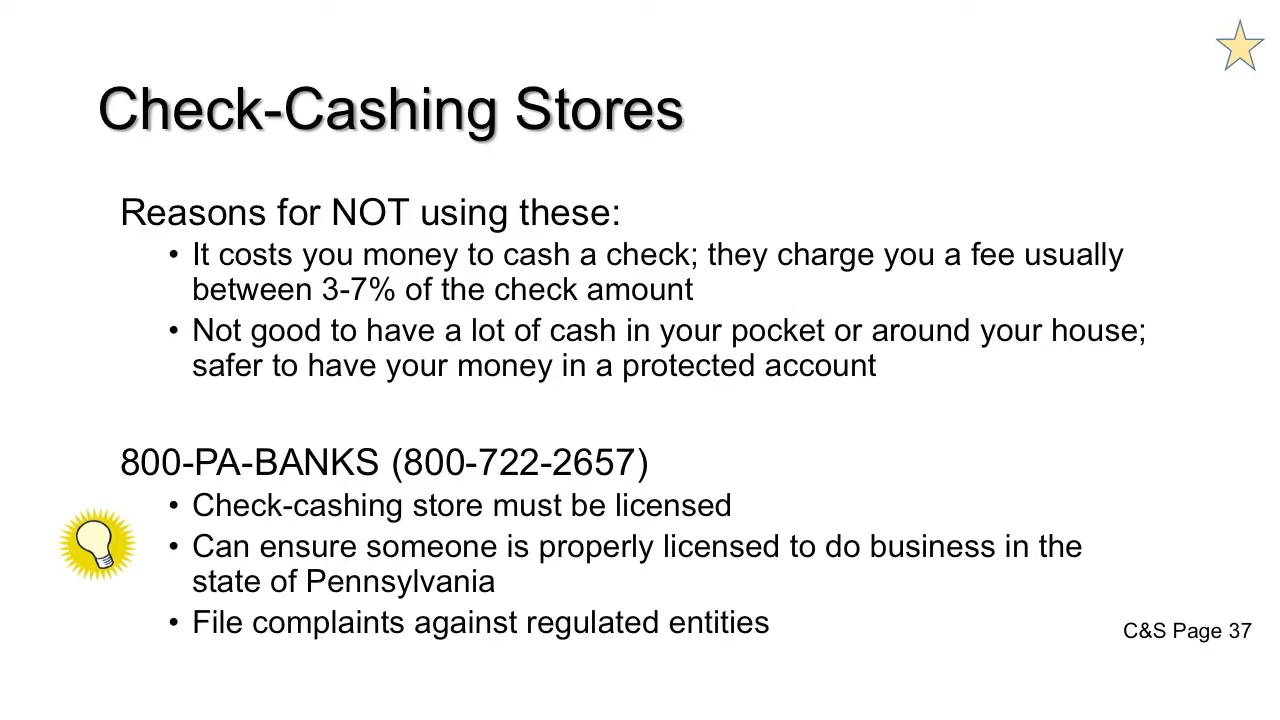 Check-Cashing Stores
Reasons for NOT using these:
• It costs you money to cash a check; they charge you a fee usually
between 3-7% of the check amount
• Not good to have a lot of cash in your pocket or around your house;
safer to have your money in a protected account
800-PA-BANKS (800-722-2657)
• Check-cashing store must be licensed
• Can ensure someone is properly licensed to do business in the
state of Pennsylvania
• File complaints against regulated entities
C&S Page 37